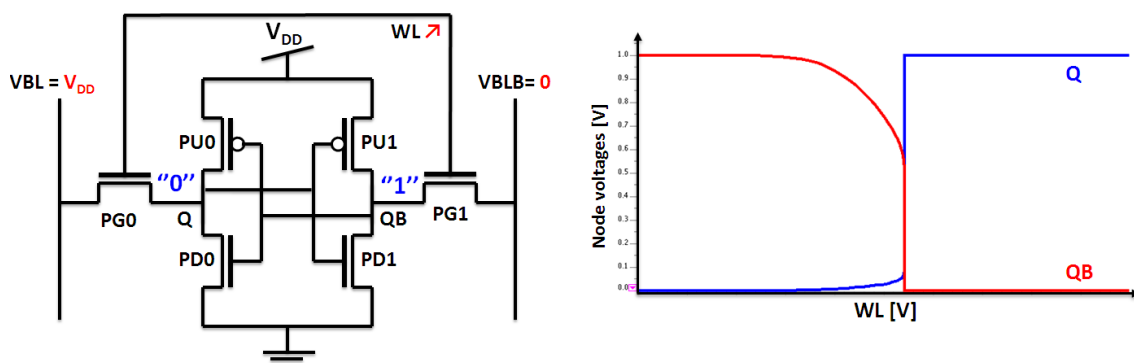 V_DD
WL ↗
VBL = V_DD
VBLB= 0
PU0
PU1
"0"
"1"
PG0
Q
QB
PG1
PD0
PD1
Node voltages [V]
1.0
0.9
0.8
0.7
0.6
0.5
0.4
0.3
0.2
0.1
0.0
Q
QB
WL [V]